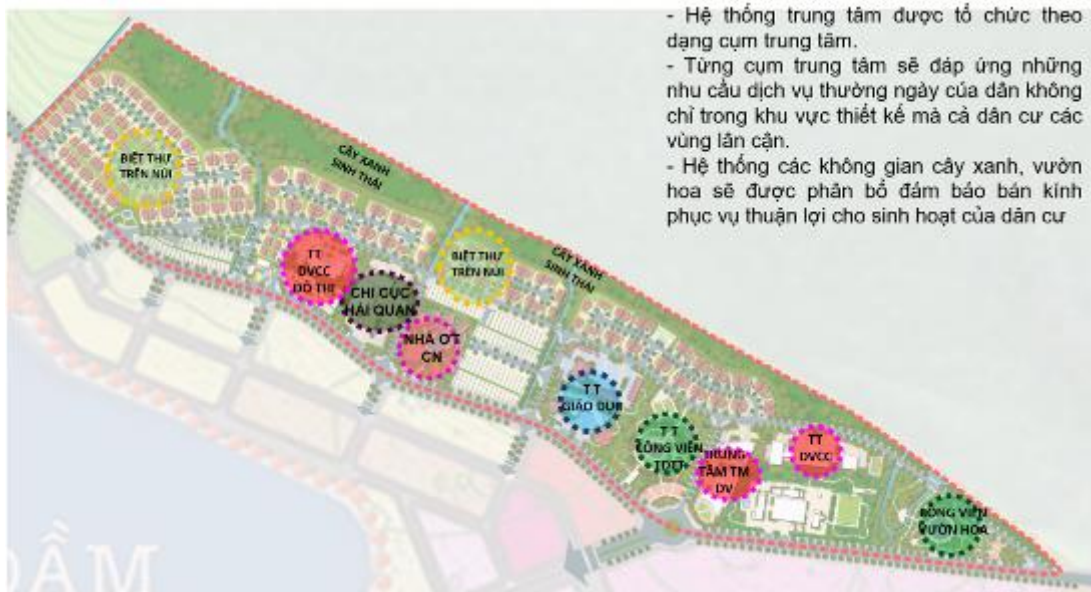 - Hệ thống trung tâm được tổ chức theo
dạng cụm trung tâm.
- Từng cụm trung tâm sẽ đáp ứng những
nhu cầu dịch vụ thường ngày của dân không
chỉ trong khu vực thiết kế mà cả dân cư các
vùng lân cận.
- Hệ thống các không gian cây xanh, vườn
hoa sẽ được phân bổ đảm bảo bán kính
phục vụ thuận lợi cho sinh hoạt của dân cư
CÂY XANH
SINH THÁI
BIỆT THỰ
TRÊN NÚI
TT
DVCC
ĐÔ THỊ
CHI CỤC
HẢI QUAN
NHÀ Ở
CN
BIỆT THỰ
TRÊN NÚI
CÂY XANH
SINH THÁI
TT
GIÁO DỤC
TT
CÔNG VIÊN
TDTT
TRUNG
TÂM TM
DV
TT
DVCC
CÔNG VIÊN
VƯỜN HOA
ĐẦM